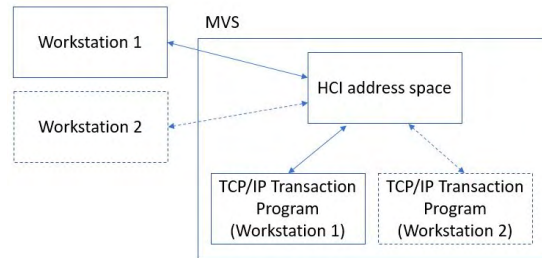 MVS
Workstation 1
HCI address space
Workstation 2
TCP/IP Transaction
Program
(Workstation 1)
TCP/IP Transaction
Program
(Workstation 2)